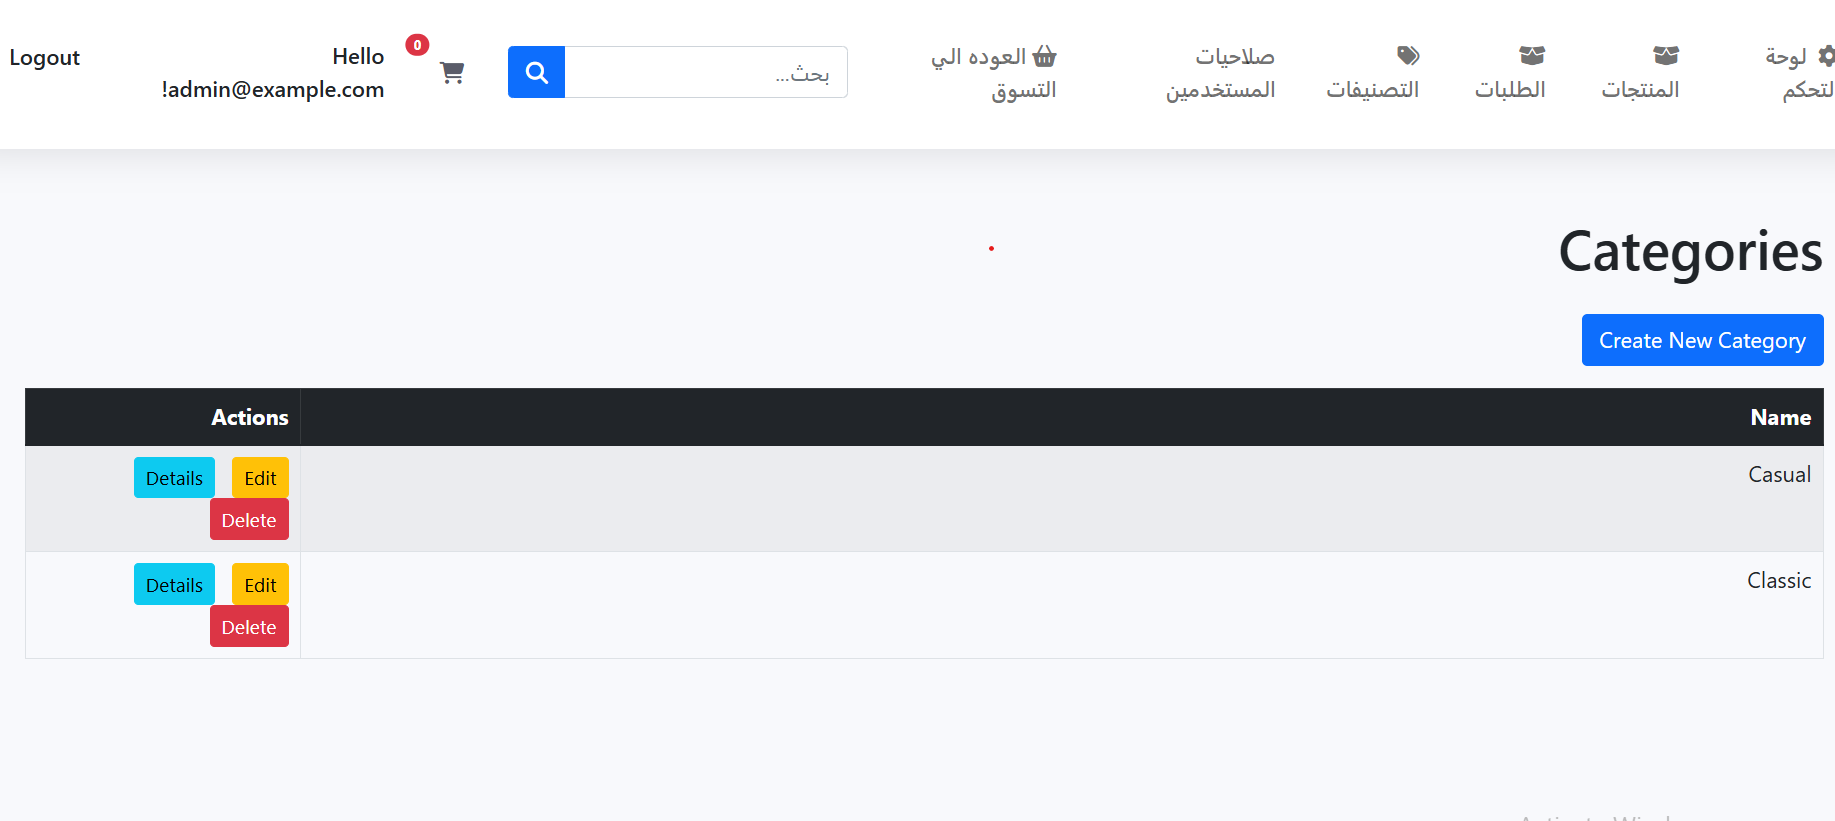 لوحة
لتحكم
المنتجات
الطلبات
التصنيفات
صلاحيات
المستخدمين
العوده الي
التسوق
بحث...
0
Hello
!admin@example.com
Logout
Categories
Create New Category
Name
Actions
Casual
Edit
Details
Delete
Classic
Edit
Details
Delete